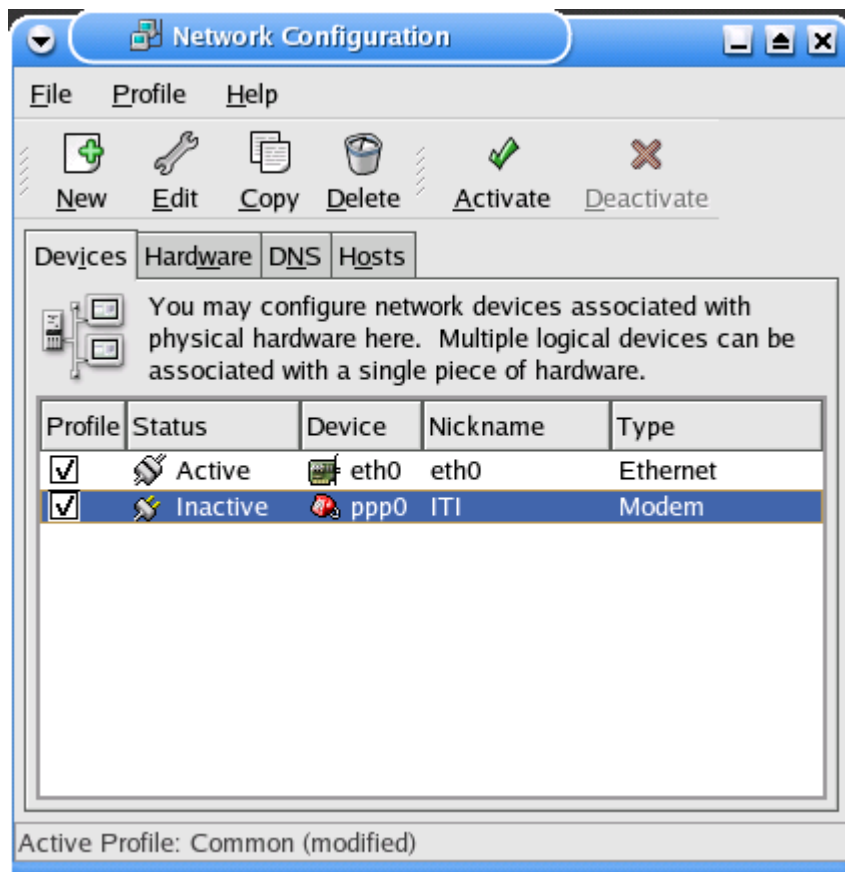 Network Configuration
File Profile Help
New Edit Copy Delete Activate Deactivate
Devices Hardware DNS Hosts
You may configure network devices associated with
physical hardware here.  Multiple logical devices can be
associated with a single piece of hardware.
Profile Status Device Nickname Type
Active eth0 eth0 Ethernet
Inactive ppp0 ITI Modem
Active Profile: Common (modified)